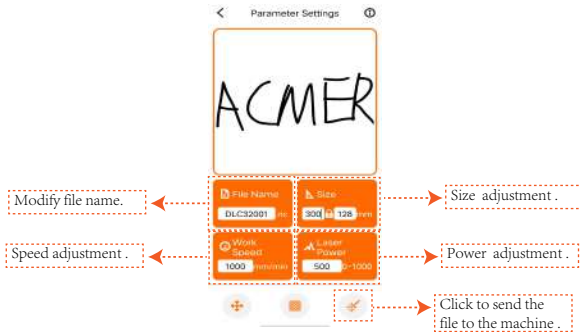 Parameter Settings
ACMER
File Name
DLC32001 .nc
Size
300 128 mm
Modify file name.
Size adjustment .
Work
Speed
1000 mm/min
Laser
Power
500 0-1000
Speed adjustment .
Power adjustment .
Click to send the
file to the machine .